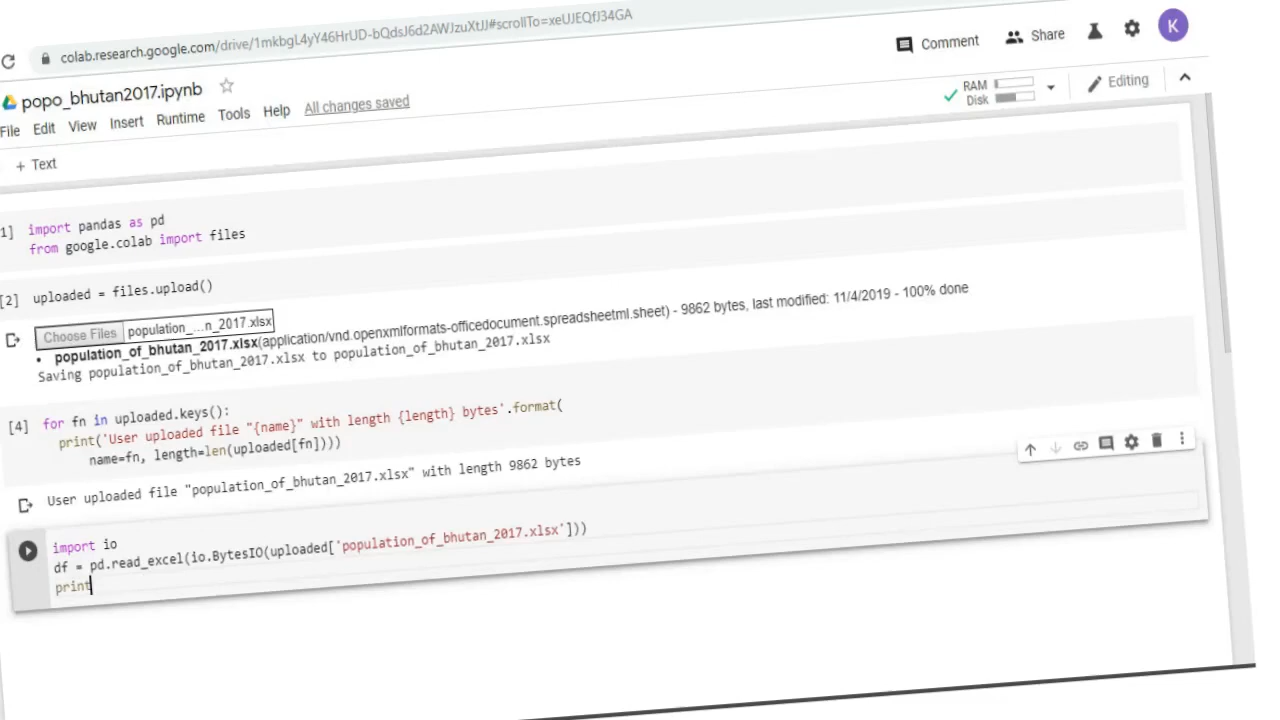 colab.research.google.com/drive/1mkbgL4yY46HrUD-bQdsJ6d2AWJzuXtJJ#scrollTo=xeUJEQfJ34GA
popo_bhutan2017.ipynb
Comment Share K
File Edit View Insert Runtime Tools Help All changes saved
RAM
Disk
Editing
+ Text
1] import pandas as pd
from google.colab import files
[2] uploaded = files.upload()
Choose Files population_...n_2017.xlsx
• population_of_bhutan_2017.xlsx(application/vnd.openxmlformats-officedocument.spreadsheetml.sheet) - 9862 bytes, last modified: 11/4/2019 - 100% done
Saving population_of_bhutan_2017.xlsx to population_of_bhutan_2017.xlsx
[4] for fn in uploaded.keys():
print('User uploaded file "{name}" with length {length} bytes'.format(
name=fn, length=len(uploaded[fn])))
User uploaded file "population_of_bhutan_2017.xlsx" with length 9862 bytes
import io
df = pd.read_excel(io.BytesIO(uploaded['population_of_bhutan_2017.xlsx']))
print